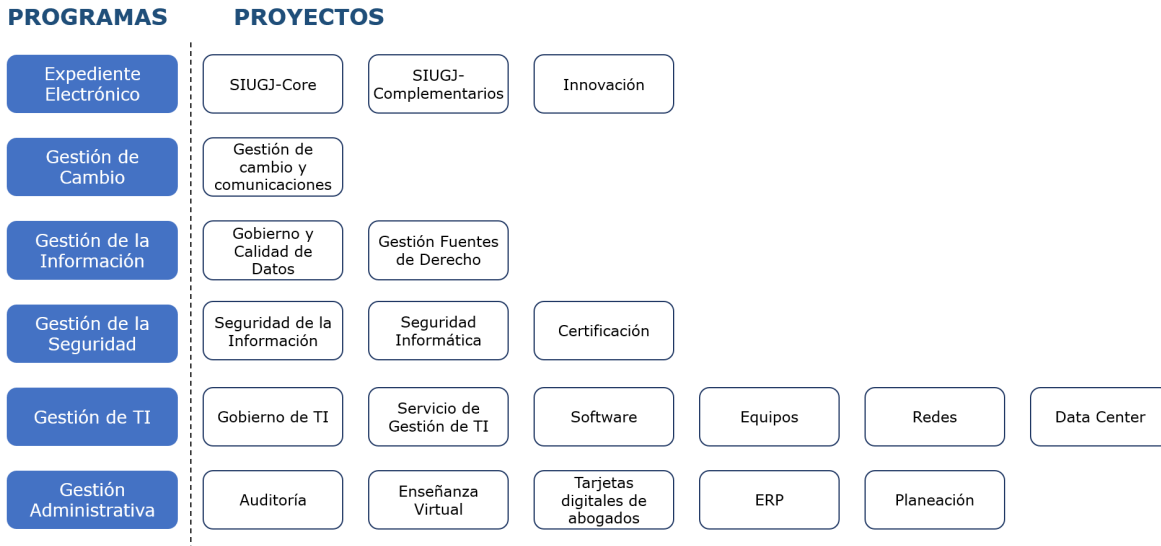 PROGRAMAS
PROYECTOS
Expediente
Electrónico
SIUGJ-Core
SIUGJ-
Complementarios
Innovación
Gestión de
Cambio
Gestión de
cambio y
comunicaciones
Gestión de la
Información
Gobierno y
Calidad de
Datos
Gestión Fuentes
de Derecho
Gestión de la
Seguridad
Seguridad de la
Información
Seguridad
Informática
Certificación
Gestión de TI
Gobierno de TI
Servicio de
Gestión de TI
Software
Equipos
Redes
Data Center
Gestión
Administrativa
Auditoría
Enseñanza
Virtual
Tarjetas
digitales de
abogados
ERP
Planeación